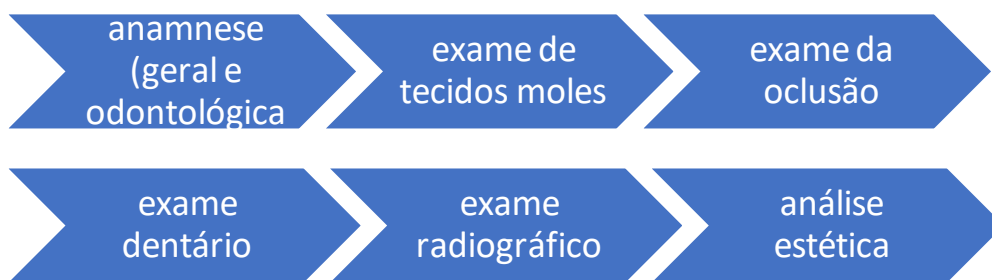 anamnese
(geral e
odontológica
exame de
tecidos moles
exame da
oclusão
exame
dentário
exame
radiográfico
análise
estética